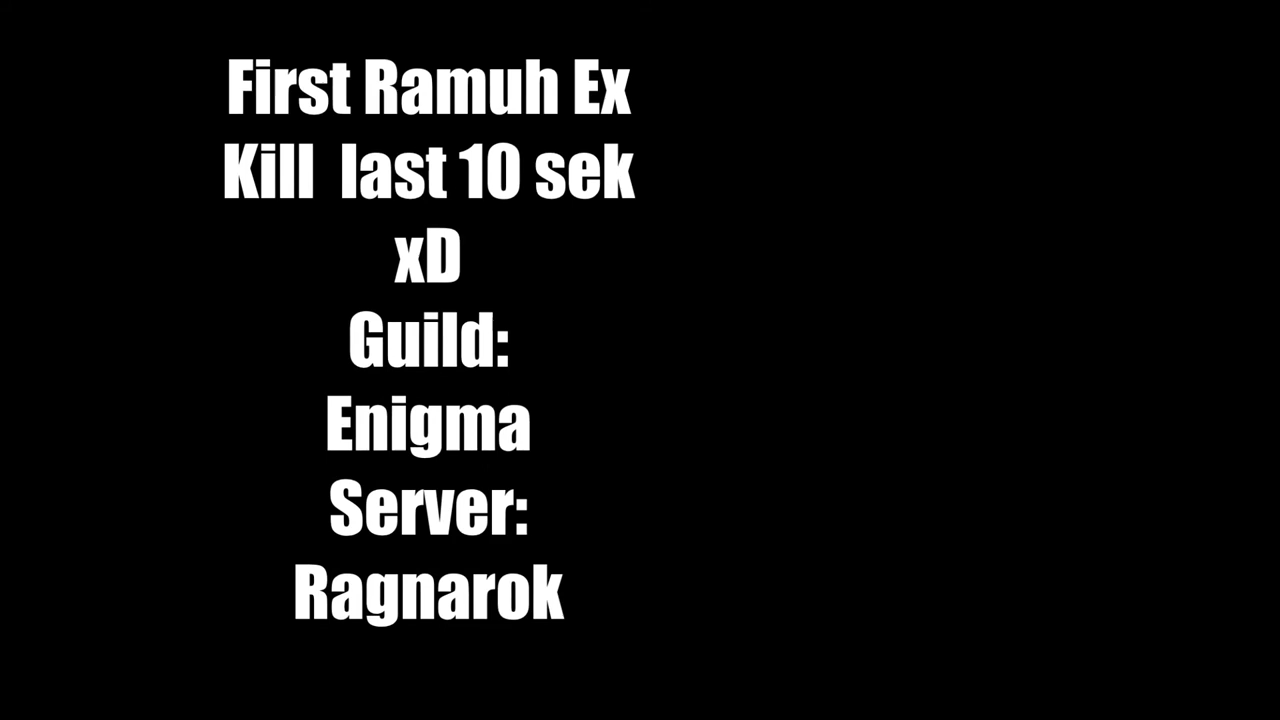 First Ramuh Ex
Kill  last 10 sek
xD
Guild:
Enigma
Server:
Ragnarok